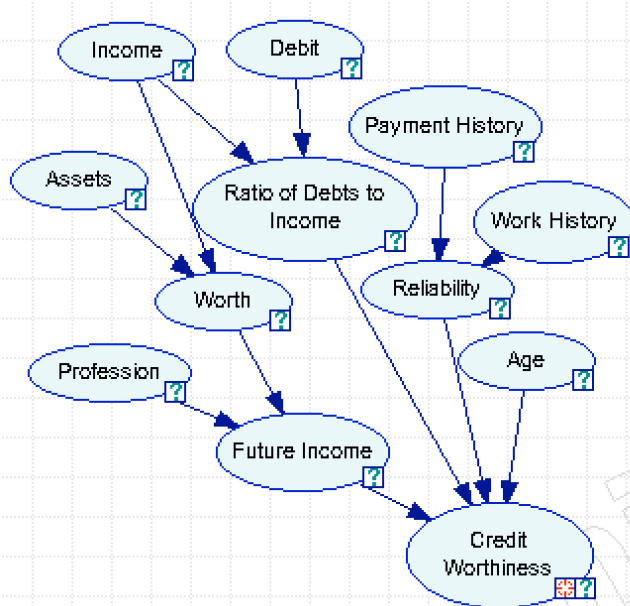 Income
Debit
Payment History
Assets
Ratio of Debts to
Income
Work History
Worth
Reliability
Profession
Age
Future Income
Credit
Worthiness